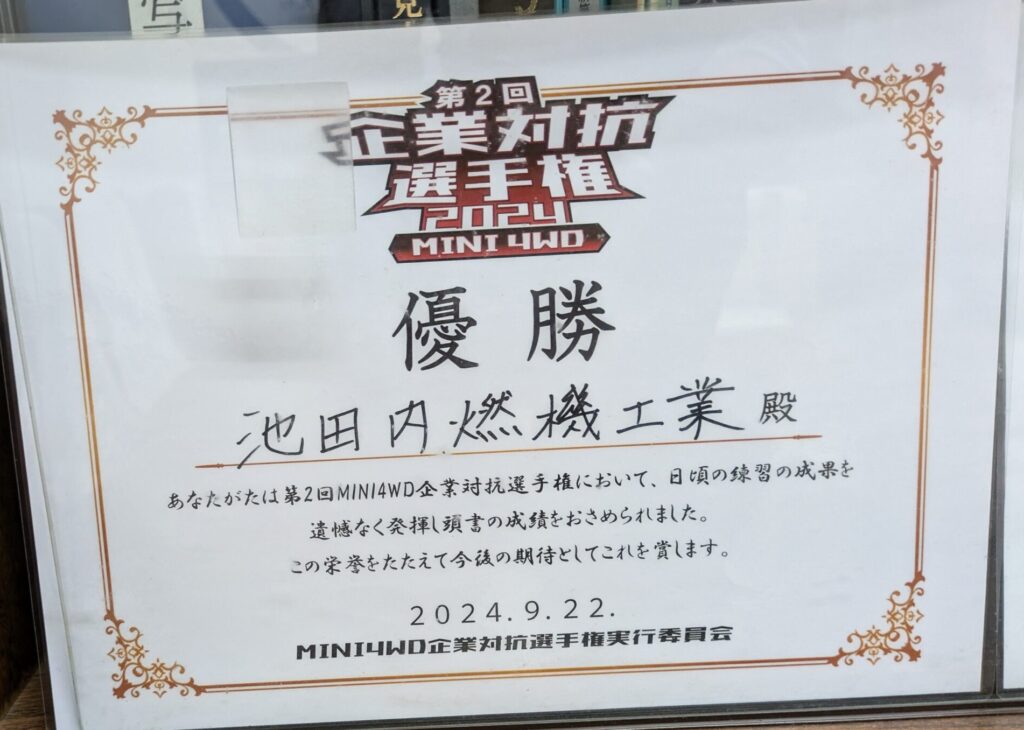 写
見
第2回
企業対抗
選手権
2024
MINI 4WD
優勝
池田内燃機工業 殿
あなたがたは第2回MINI4WD企業対抗選手権において、日頃の練習の成果を
遺憾なく発揮し頭書の成績をおさめられました。
この栄誉をたたえて今後の期待としてこれを賞します。
2024.9.22.
MINI4WD企業対抗選手権実行委員会